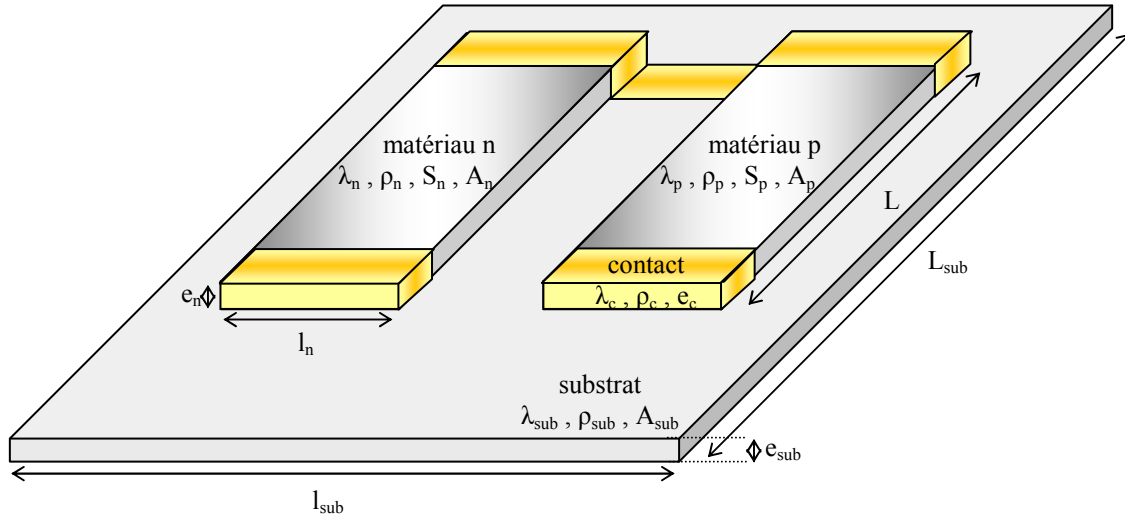 matériau n
λn , ρn , Sn , An
matériau p
λp , ρp , Sp , Ap
L
Lsub
contact
λc , ρc , ec
en
ln
substrat
λsub , ρsub , Asub
esub
lsub